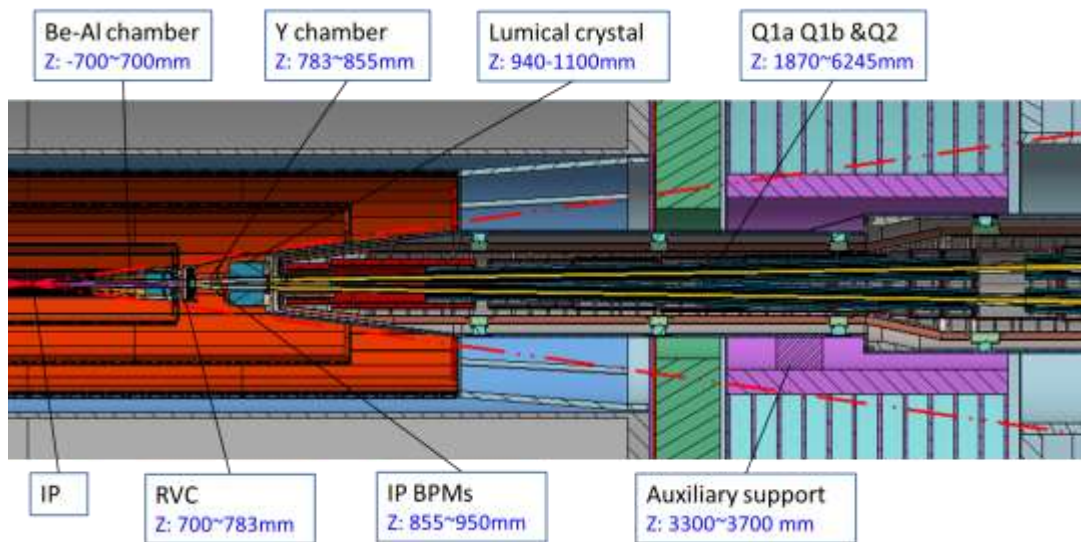 Be-Al chamber
Z: -700~700mm
Y chamber
Z: 783~855mm
Lumical crystal
Z: 940-1100mm
Q1a Q1b &Q2
Z: 1870~6245mm
IP
RVC
Z: 700~783mm
IP BPMs
Z: 855~950mm
Auxiliary support
Z: 3300~3700 mm